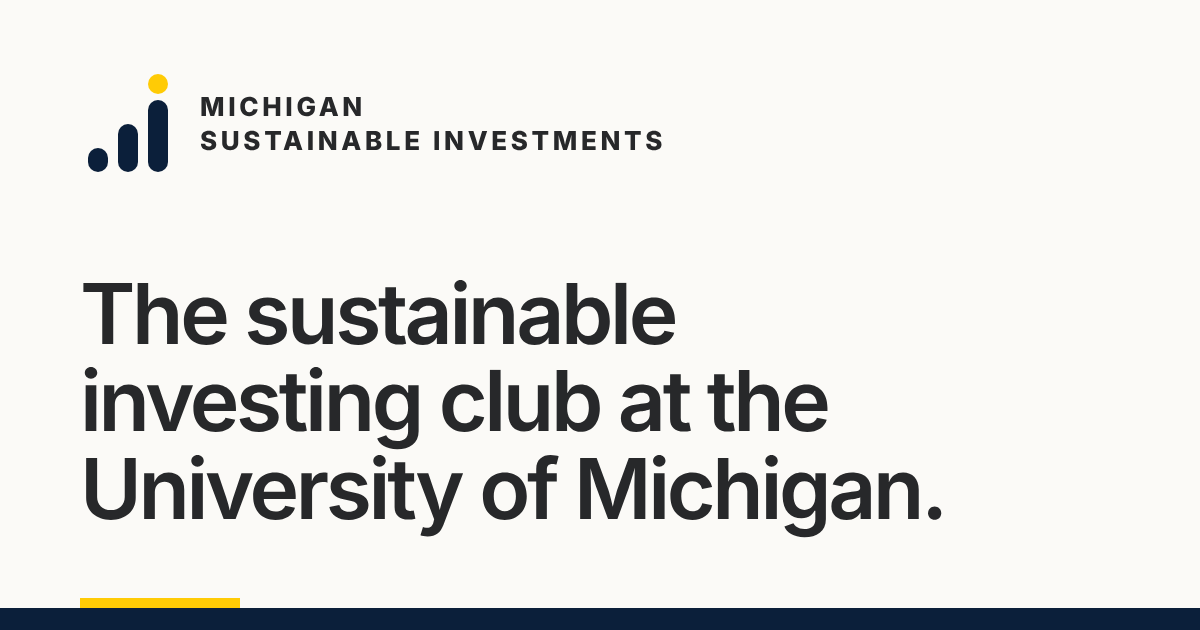 MICHIGAN
SUSTAINABLE INVESTMENTS
The sustainable
investing club at the
University of Michigan.